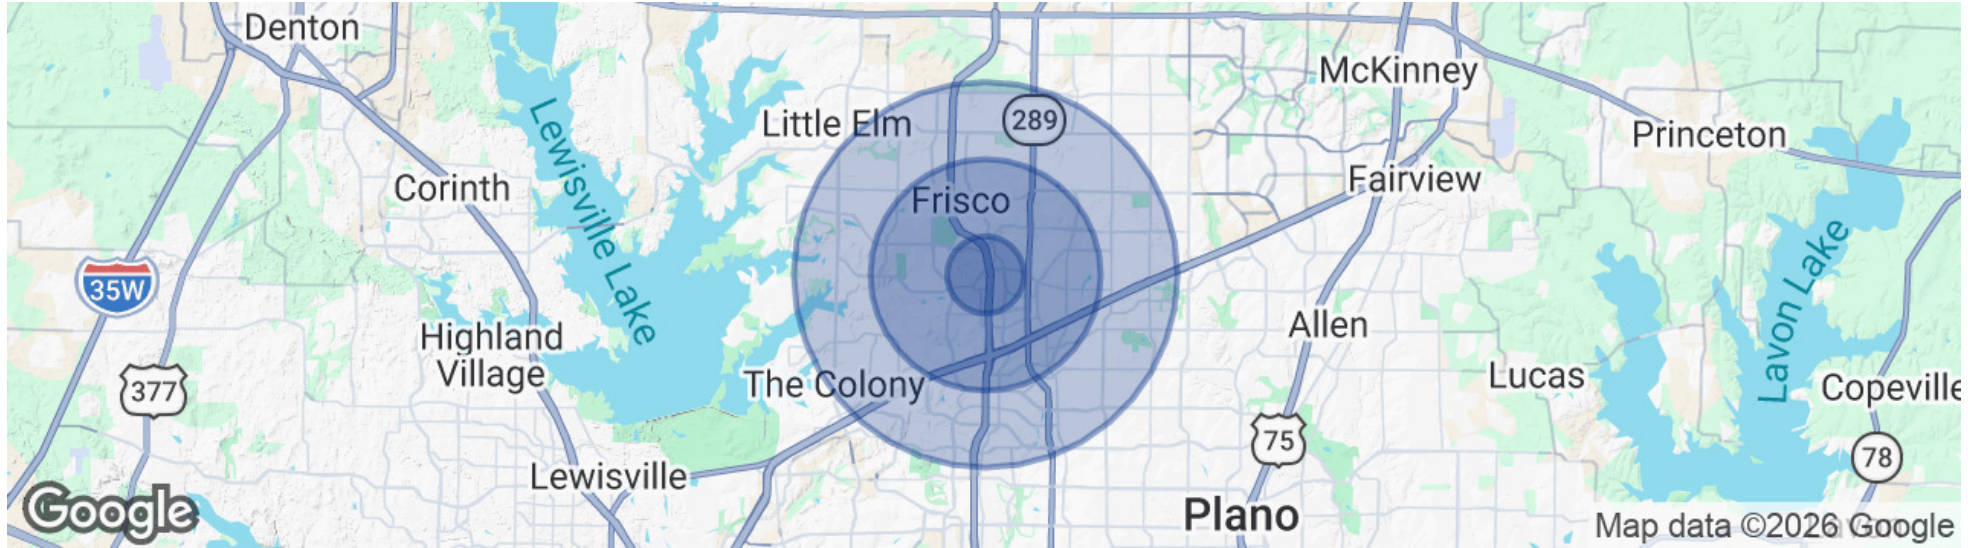 Denton
McKinney
Little Elm
289
Princeton
Lewisville Lake
Corinth
Fairview
Frisco
35W
Lavon Lake
Highland
Village
Allen
377
The Colony
Lucas
Copeville
75
78
Lewisville
Plano
Google
Map data ©2026 Google